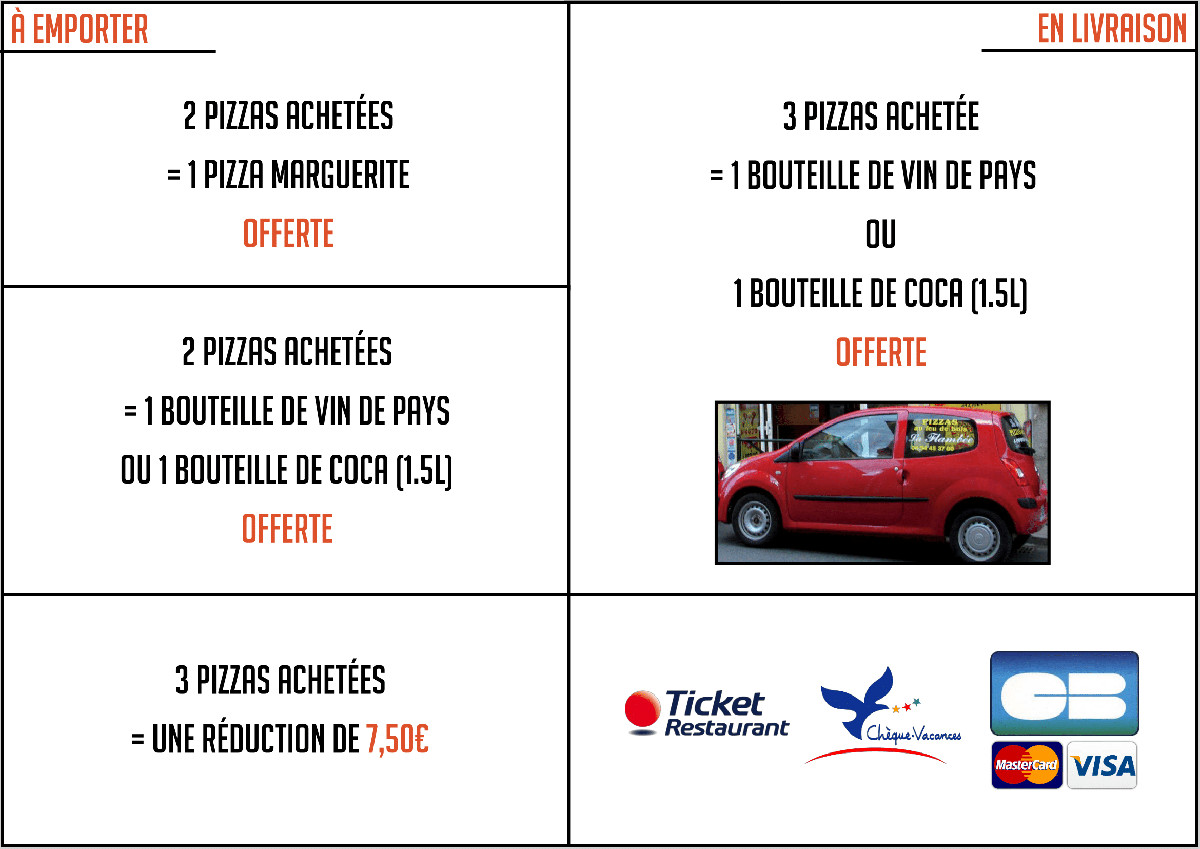 À EMPORTER
2 PIZZAS ACHETÉES
= 1 PIZZA MARGUERITE
OFFERTE
2 PIZZAS ACHETÉES
= 1 BOUTEILLE DE VIN DE PAYS
OU 1 BOUTEILLE DE COCA (1.5L)
OFFERTE
3 PIZZAS ACHETÉES
= UNE RÉDUCTION DE 7,50€
EN LIVRAISON
3 PIZZAS ACHETÉE
= 1 BOUTEILLE DE VIN DE PAYS
OU
1 BOUTEILLE DE COCA (1.5L)
OFFERTE
PIZZAS
au feu de bois
La Flambée
Ticket
Restaurant
Chèque-Vacances
CB
MasterCard
VISA